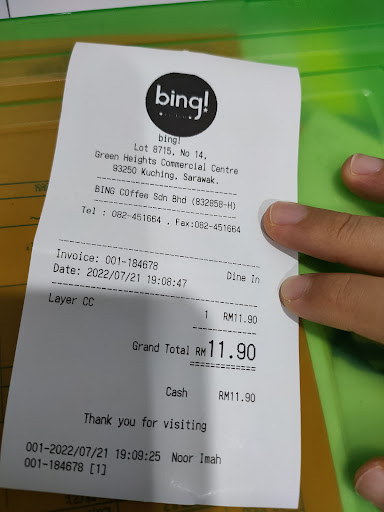 bing!
bing!
Lot 8715, No 14,
Green Heights Commercial Centre
93250 Kuching, Sarawak.
BING COffee Sdn Bhd (832858-H)
Tel : 082-451664 , Fax:082-451664
Invoice: 001-184678 Dine In
Date: 2022/07/21 19:08:47
Layer CC
1 RM11.90
Grand Total RM 11.90
Cash RM11.90
Thank you for visiting
001-2022/07/21 19:09:25 Noor Imah
001-184678 [1]